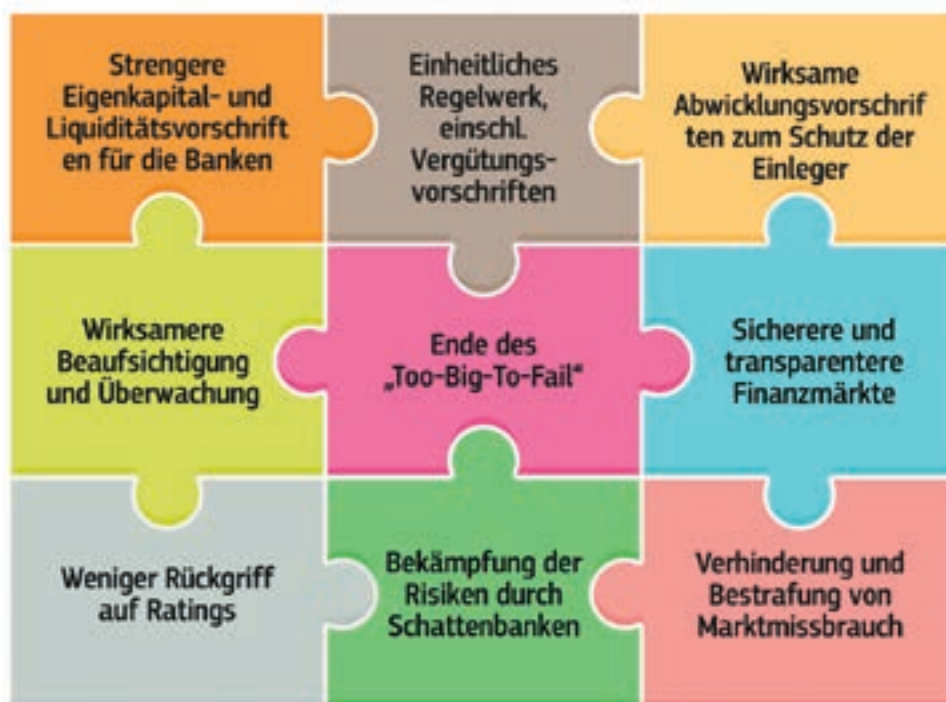 Strengere
Eigenkapital- und
Liquiditätsvorschrift
en für die Banken
Einheitliches
Regelwerk,
einschl.
Vergütungs-
vorschriften
Wirksame
Abwicklungsvorschrif
ten zum Schutz der
Einleger
Wirksamere
Beaufsichtigung
und Überwachung
Ende des
„Too-Big-To-Fail“
Sicherere und
transparentere
Finanzmärkte
Weniger Rückgriff
auf Ratings
Bekämpfung der
Risiken durch
Schattenbanken
Verhinderung und
Bestrafung von
Marktmissbrauch